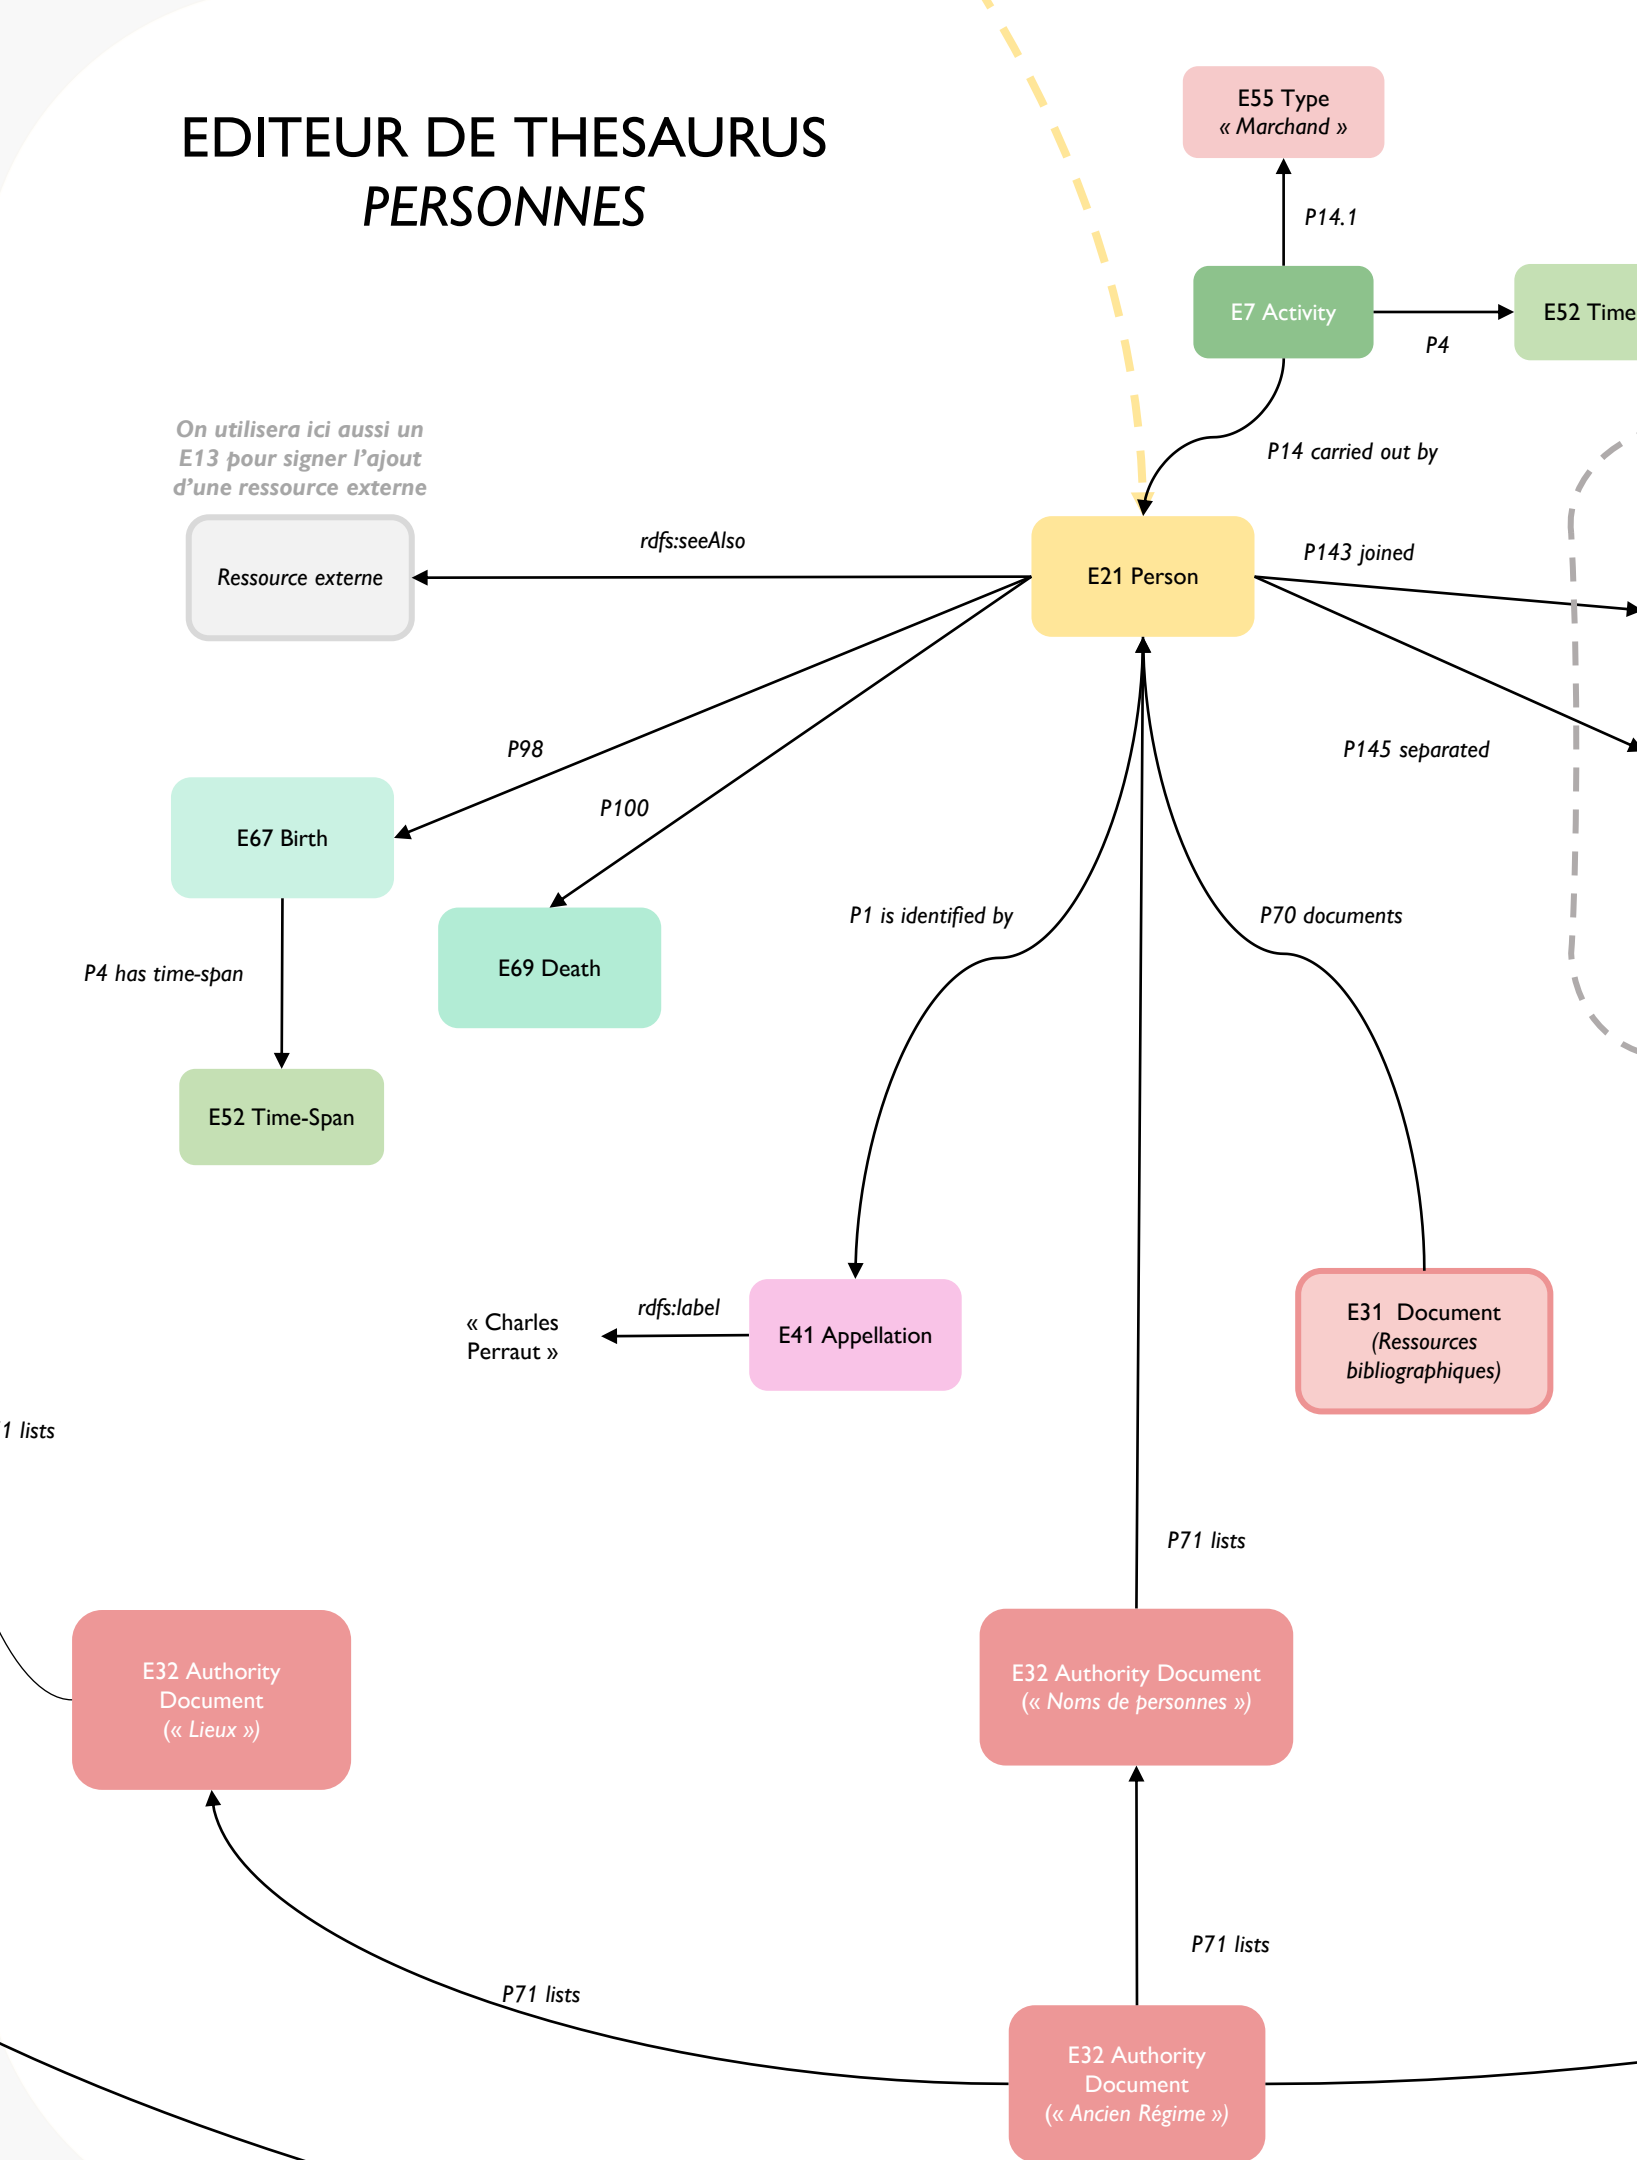 EDITEUR DE THESAURUS
PERSONNES
E55 Type
« Marchand »
P14.1
E7 Activity
E52 Time
P4
P14 carried out by
On utilisera ici aussi un
E13 pour signer l’ajout
d’une ressource externe
Ressource externe
rdfs:seeAlso
E21 Person
P143 joined
P145 separated
P98
P100
E67 Birth
E69 Death
P4 has time-span
E52 Time-Span
P1 is identified by
P70 documents
« Charles
Perraut »
rdfs:label
E41 Appellation
E31 Document
(Ressources
bibliographiques)
1 lists
P71 lists
E32 Authority
Document
(« Lieux »)
E32 Authority Document
(« Noms de personnes »)
P71 lists
P71 lists
E32 Authority
Document
(« Ancien Régime »)